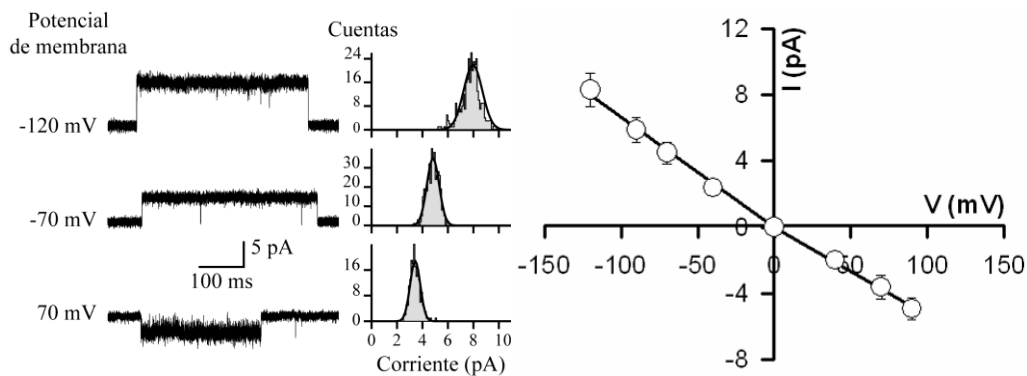 Potencial
de membrana
Cuentas
24
16
8
0
-120 mV
30
20
10
0
-70 mV
5 pA
100 ms
16
8
0
70 mV
0 2 4 6 8 10
Corriente (pA)
12
I (pA)
8
4
V (mV)
0
-150 -100 -50 0 50 100 150
-4
-8